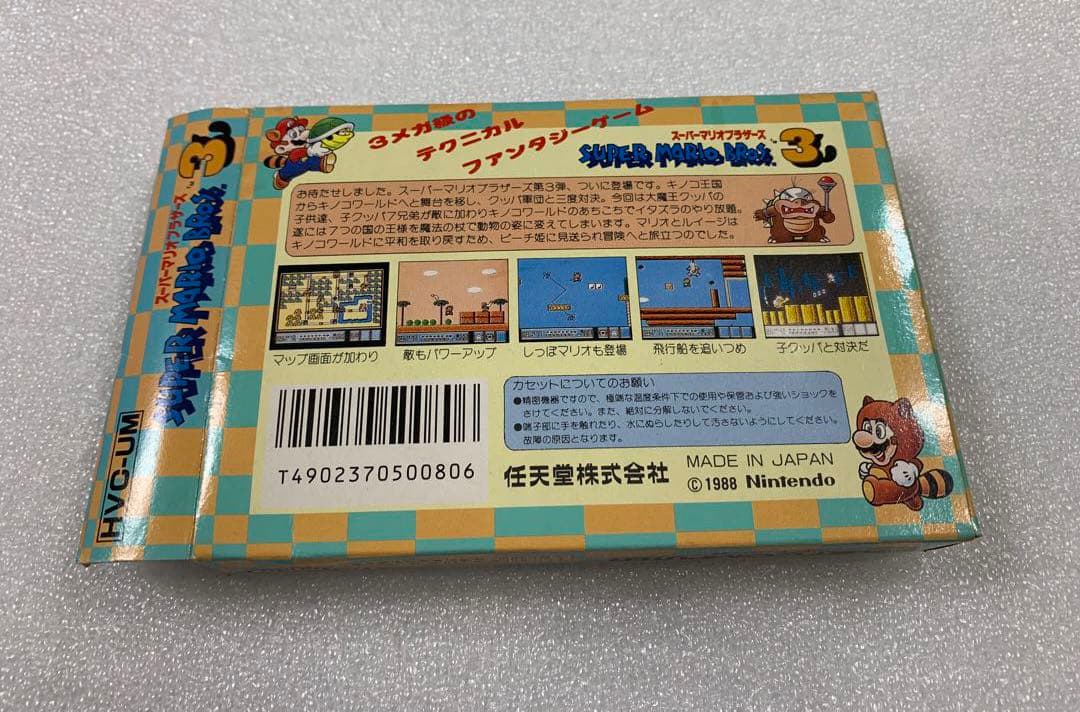 3メガ級の
テクニカル
ファンタジーゲーム
スーパーマリオブラザーズ
SUPER MARIO BROS. 3
お待たせしました。スーパーマリオブラザーズ第3弾、ついに登場です。キノコ王国
からキノコワールドへと舞台を移し、クッパ軍団と三度対決。今回は大魔王クッパの
子供達、子クッパ7兄弟が敵に加わりキノコワールドのあちこちでイタズラのやり放題。
遂には7つの国の王様を魔法の杖で動物の姿に変えてしまいます。マリオとルイージは
キノコワールドに平和を取り戻すため、ピーチ姫に見送られ冒険へと旅立つのでした。
マップ画面が加わり
敵もパワーアップ
しっぽマリオも登場
飛行船を追いつめ
子クッパと対決だ
カセットについてのお願い
●精密機器ですので、極端な温度条件下での使用や保管および強いショックを
さけてください。また、絶対に分解しないでください。
●端子部に手を触れたり、水にぬらしたりして汚さないようにしてください。
故障の原因となります。
T4902370500806
任天堂株式会社
MADE IN JAPAN
©1988 Nintendo
スーパーマリオブラザーズ
SUPER MARIO BROS. 3
™
HVC-UM